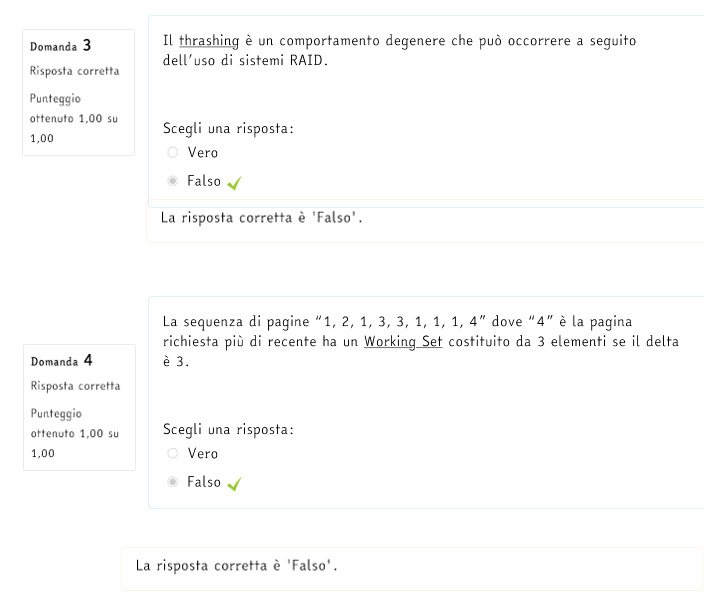 Domanda 3
Risposta corretta
Punteggio
ottenuto 1,00 su
1,00
Il thrashing è un comportamento degenere che può occorrere a seguito
dell'uso di sistemi RAID.
Scegli una risposta:
Vero
Falso
La risposta corretta è 'Falso'.
Domanda 4
Risposta corretta
Punteggio
ottenuto 1,00 su
1,00
La sequenza di pagine “1, 2, 1, 3, 3, 1, 1, 1, 4” dove “4” è la pagina
richiesta più di recente ha un Working Set costituito da 3 elementi se il delta
è 3.
Scegli una risposta:
Vero
Falso
La risposta corretta è 'Falso'.